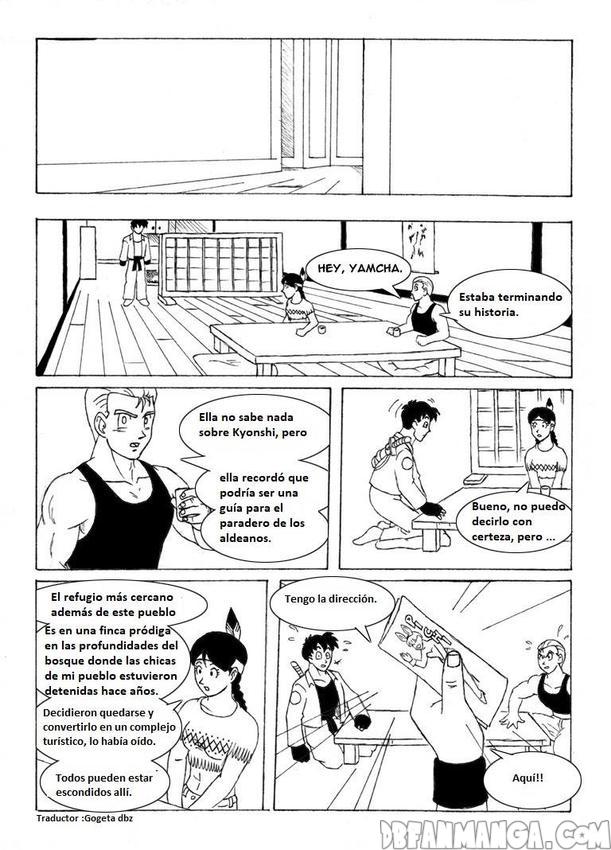 HEY, YAMCHA.
Estaba terminando
su historia.
Ella no sabe nada
sobre Kyonshi, pero
ella recordó que
podría ser una
guía para el
paradero de los
aldeanos.
Bueno, no puedo
decirlo con
certeza, pero ...
El refugio más cercano
además de este pueblo
Es en una finca pródiga
en las profundidades del
bosque donde las chicas
de mi pueblo estuvieron
detenidas hace años.
Decidieron quedarse y
convertirlo en un complejo
turístico, lo había oído.
Todos pueden estar
escondidos allí.
Tengo la dirección.
Aquí!!
Traductor :Gogeta dbz
DBFANMANGA.COM